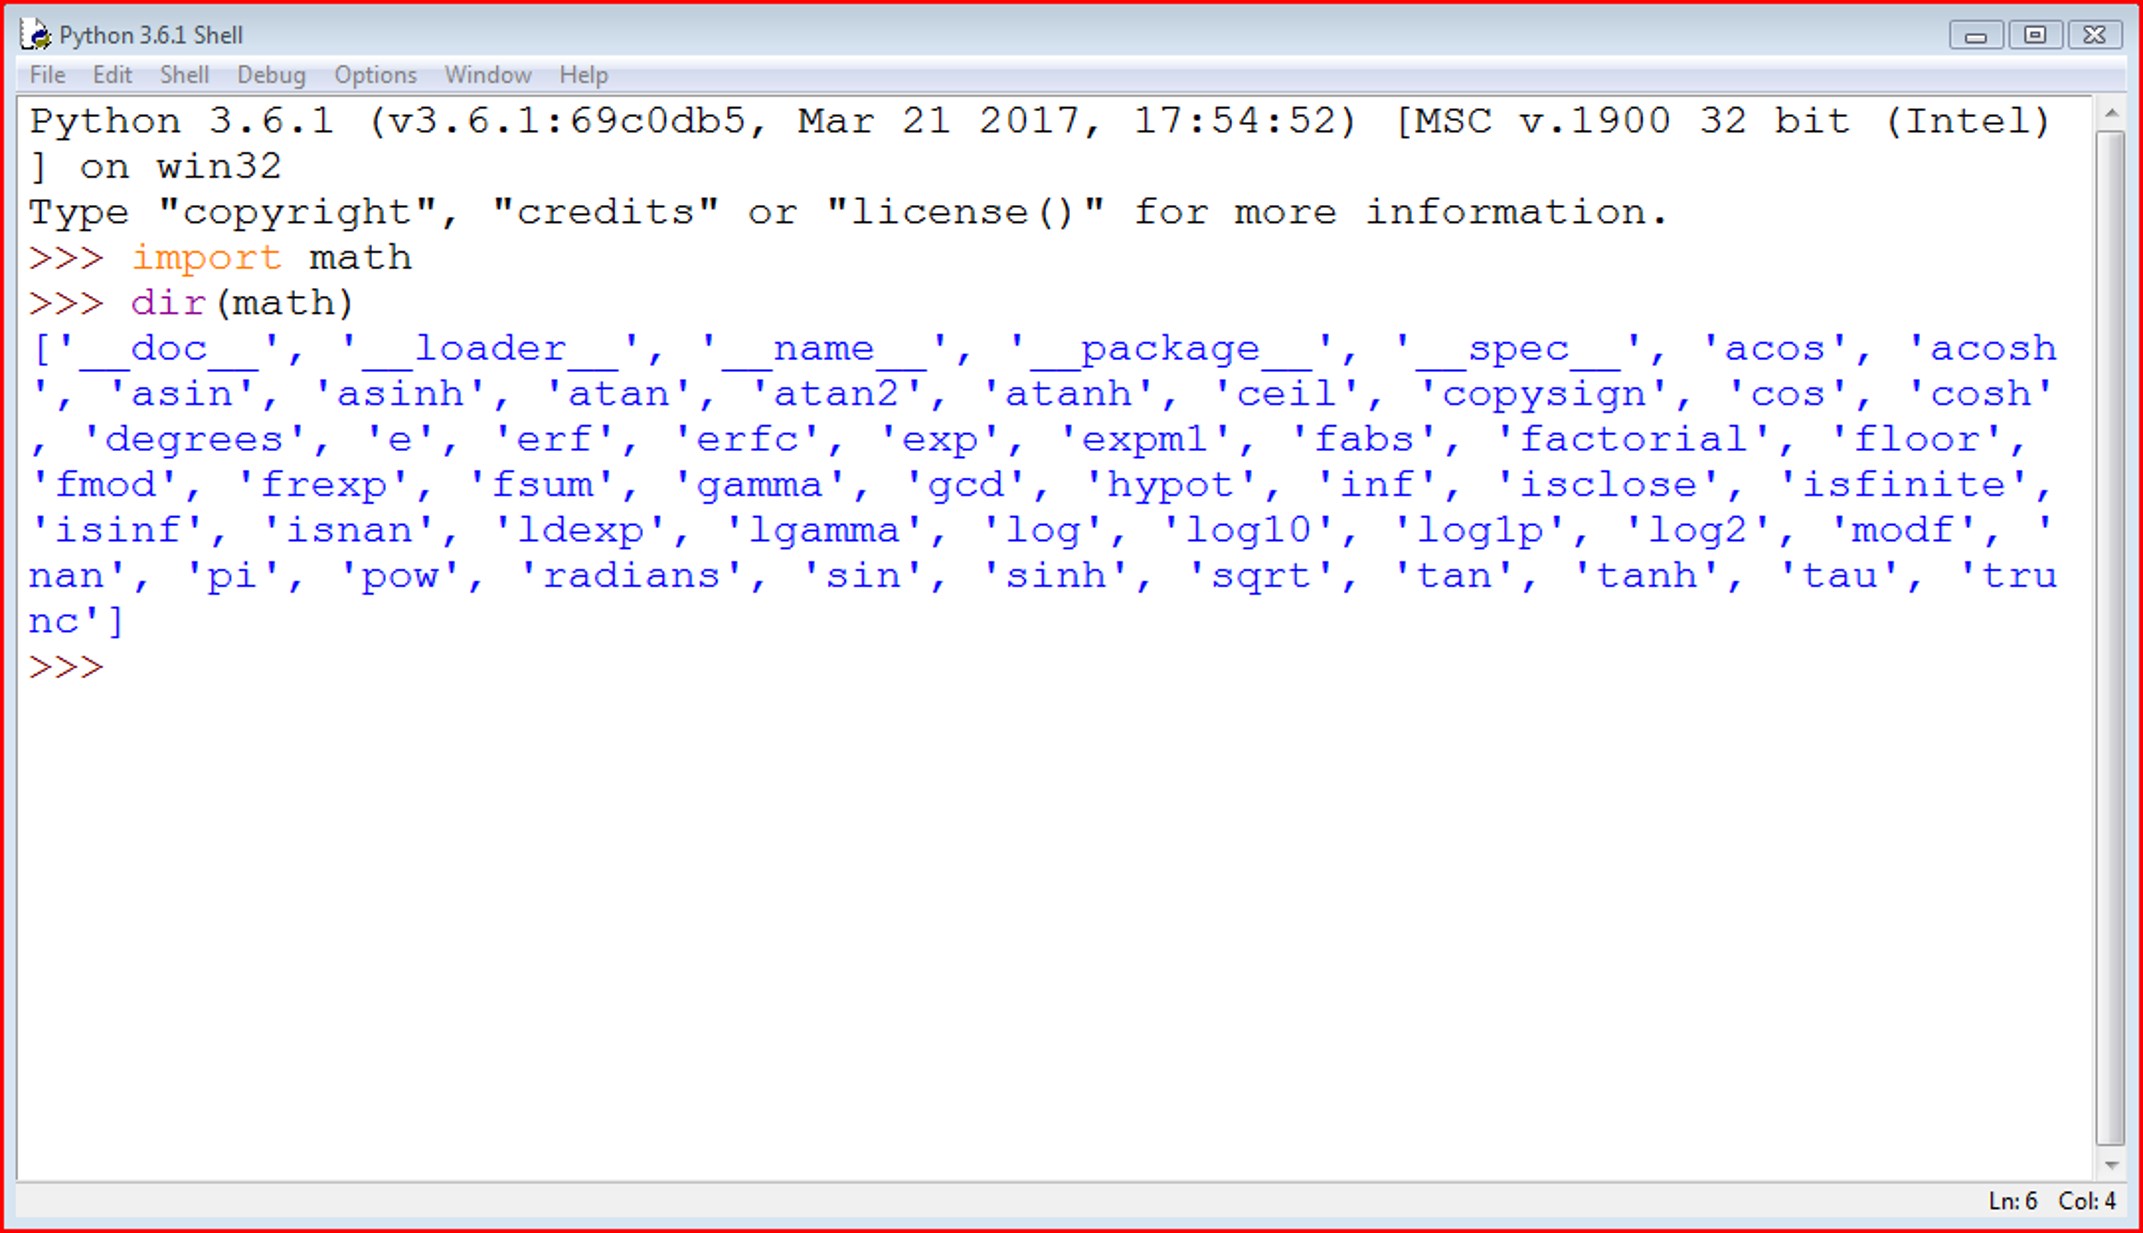 Python 3.6.1 Shell
File Edit Shell Debug Options Window Help
Python 3.6.1 (v3.6.1:69c0db5, Mar 21 2017, 17:54:52) [MSC v.1900 32 bit (Intel)
] on win32
Type "copyright", "credits" or "license()" for more information.
>>> import math
>>> dir(math)
['__doc__', '__loader__', '__name__', '__package__', '__spec__', 'acos', 'acosh
', 'asin', 'asinh', 'atan', 'atan2', 'atanh', 'ceil', 'copysign', 'cos', 'cosh'
, 'degrees', 'e', 'erf', 'erfc', 'exp', 'expm1', 'fabs', 'factorial', 'floor',
'fmod', 'frexp', 'fsum', 'gamma', 'gcd', 'hypot', 'inf', 'isclose', 'isfinite',
'isinf', 'isnan', 'ldexp', 'lgamma', 'log', 'log10', 'log1p', 'log2', 'modf', '
nan', 'pi', 'pow', 'radians', 'sin', 'sinh', 'sqrt', 'tan', 'tanh', 'tau', 'tru
nc']
>>>
Ln: 6 Col: 4